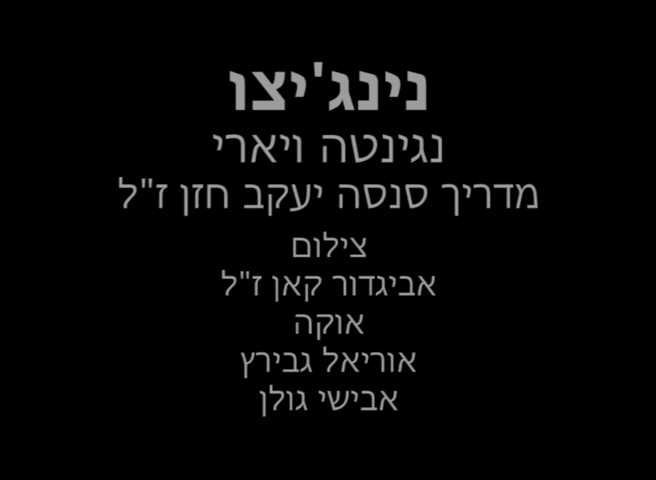 נינג'יצו
נגינטה ויארי
מדריך סנסה יעקב חזן ז"ל
צילום
אביגדור קאן ז"ל
אוקה
אוריאל גבירץ
אבישי גולן